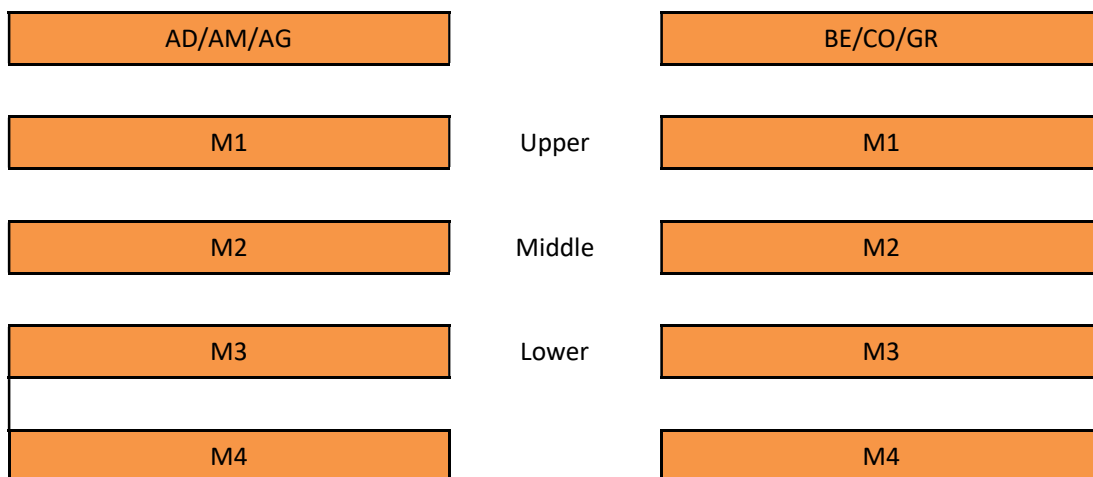 AD/AM/AG BE/CO/GR
M1 Upper M1
M2 Middle M2
M3 Lower M3
M4 M4